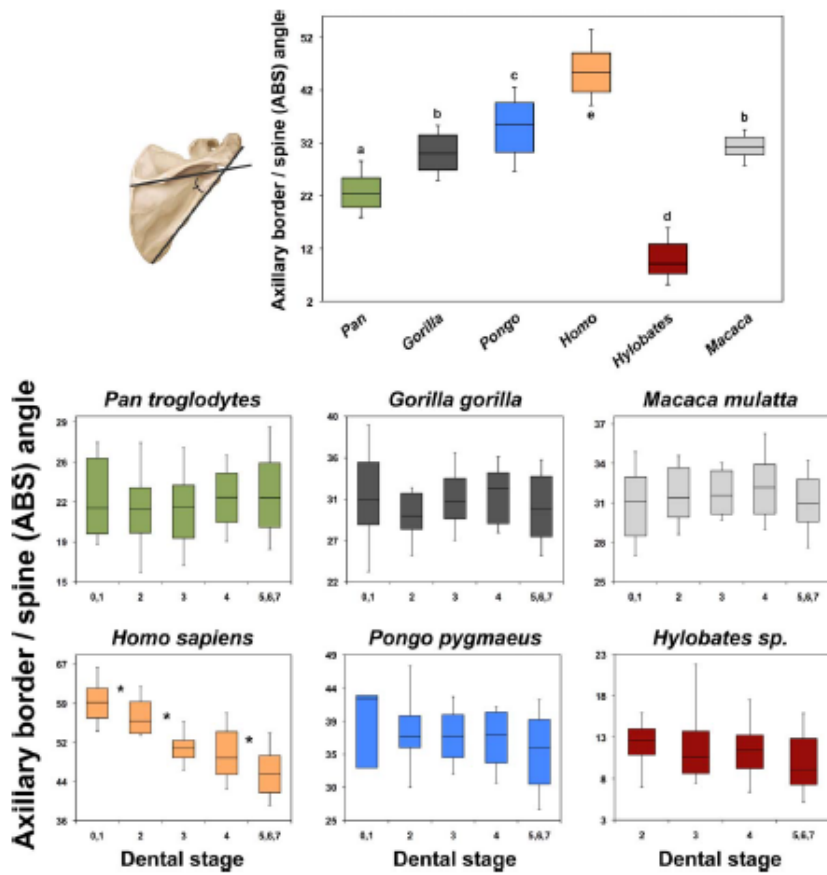 Axillary border / spine (ABS) angle
52
42
32
22
12
2
a
b
c
e
d
b
Pan
Gorilla
Pongo
Homo
Hylobates
Macaca
Axillary border / spine (ABS) angle
Pan troglodytes
29
26
22
18
15
0,1 2 3 4 5,6,7
Gorilla gorilla
40
36
31
27
22
0,1 2 3 4 5,6,7
Macaca mulatta
37
36
31
28
25
0,1 2 3 4 5,6,7
Homo sapiens
67
59
52
44
36
* * *
0,1 2 3 4 5,6,7
Dental stage
Pongo pygmaeus
49
44
35
29
25
0,1 2 3 4 5,6,7
Dental stage
Hylobates sp.
23
18
13
8
3
2 3 4 5,6,7
Dental stage